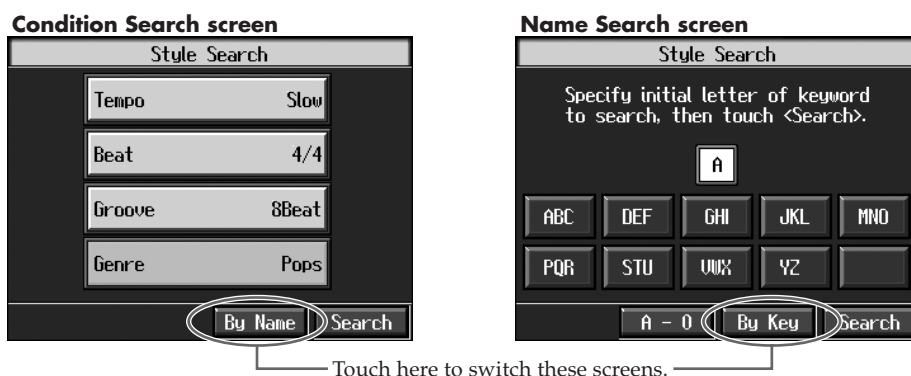 Condition Search screen
Style Search
Tempo Slow
Beat 4/4
Groove 8Beat
Genre Pops
By Name Search
Name Search screen
Style Search
Specify initial letter of keyword
to search, then touch <Search>.
A
ABC DEF GHI JKL MNO
PQR STU VWX YZ
A – 0 By Key Search
Touch here to switch these screens.